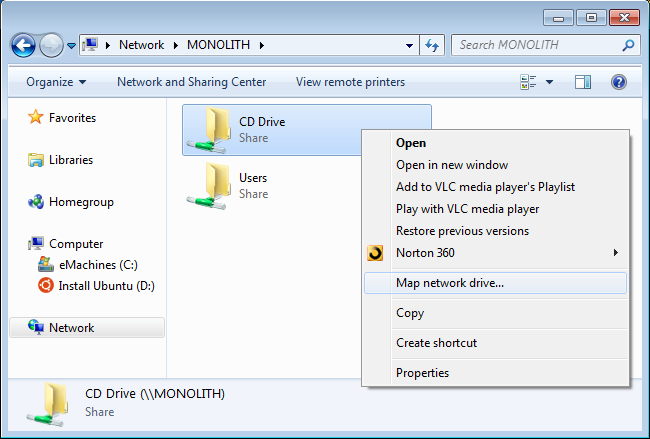 Network MONOLITH
Search MONOLITH
Organize Network and Sharing Center View remote printers
Favorites
Libraries
Homegroup
Computer
eMachines (C:)
Install Ubuntu (D:)
Network
CD Drive
Share
Users
Share
Open
Open in new window
Add to VLC media player's Playlist
Play with VLC media player
Restore previous versions
Norton 360
Map network drive...
Copy
Create shortcut
Properties
CD Drive (\\MONOLITH)
Share